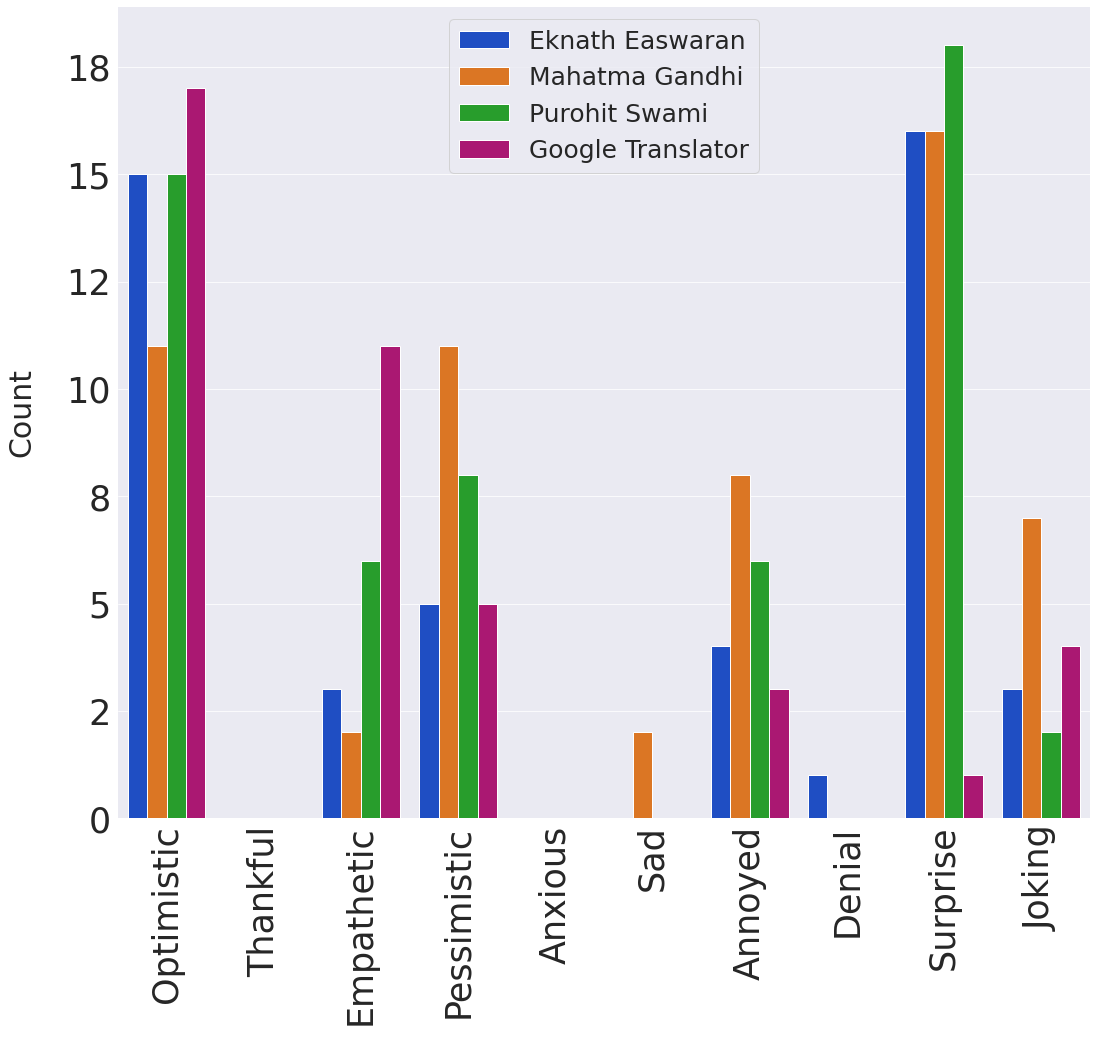 Eknath Easwaran
Mahatma Gandhi
Purohit Swami
Google Translator
Count
18
15
12
10
8
5
2
0
Optimistic
Thankful
Empathetic
Pessimistic
Anxious
Sad
Annoyed
Denial
Surprise
Joking